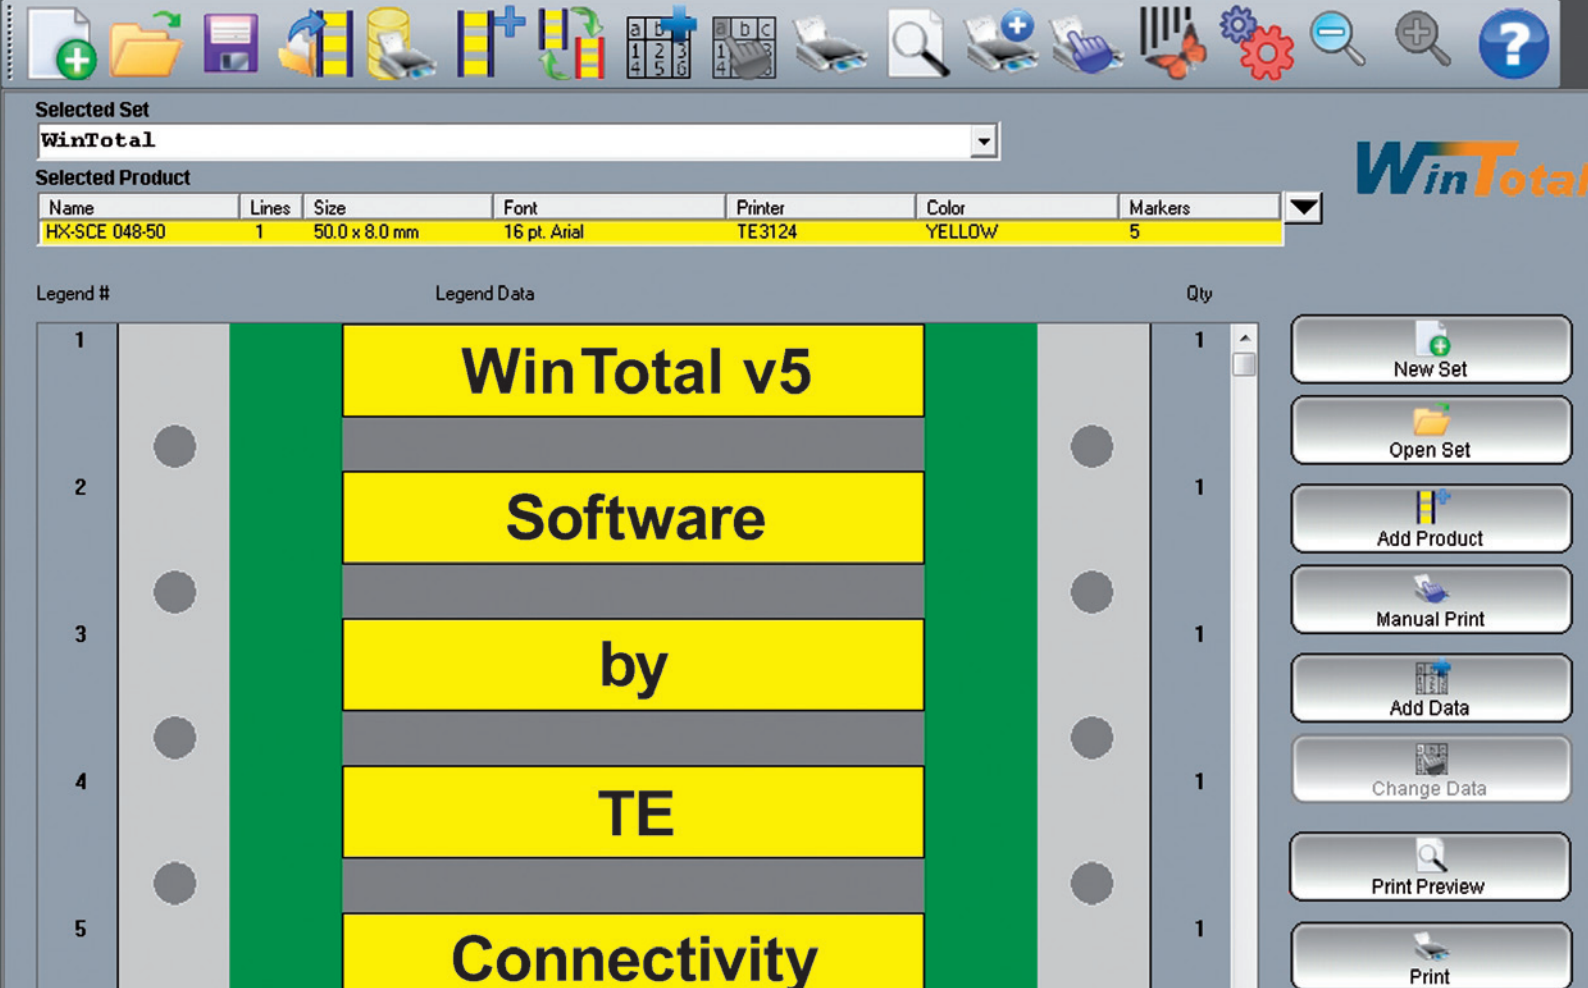 Selected Set
WinTotal
WinTotal
Selected Product
Name Lines Size Font Printer Color Markers
HX-SCE 048-50 1 50.0 x 8.0 mm 16 pt. Arial TE3124 YELLOW 5
Legend # Legend Data Qty
1 WinTotal v5 1
New Set
Open Set
2 Software 1
Add Product
3 by 1
Manual Print
Add Data
4 TE 1
Change Data
Print Preview
5 Connectivity 1
Print